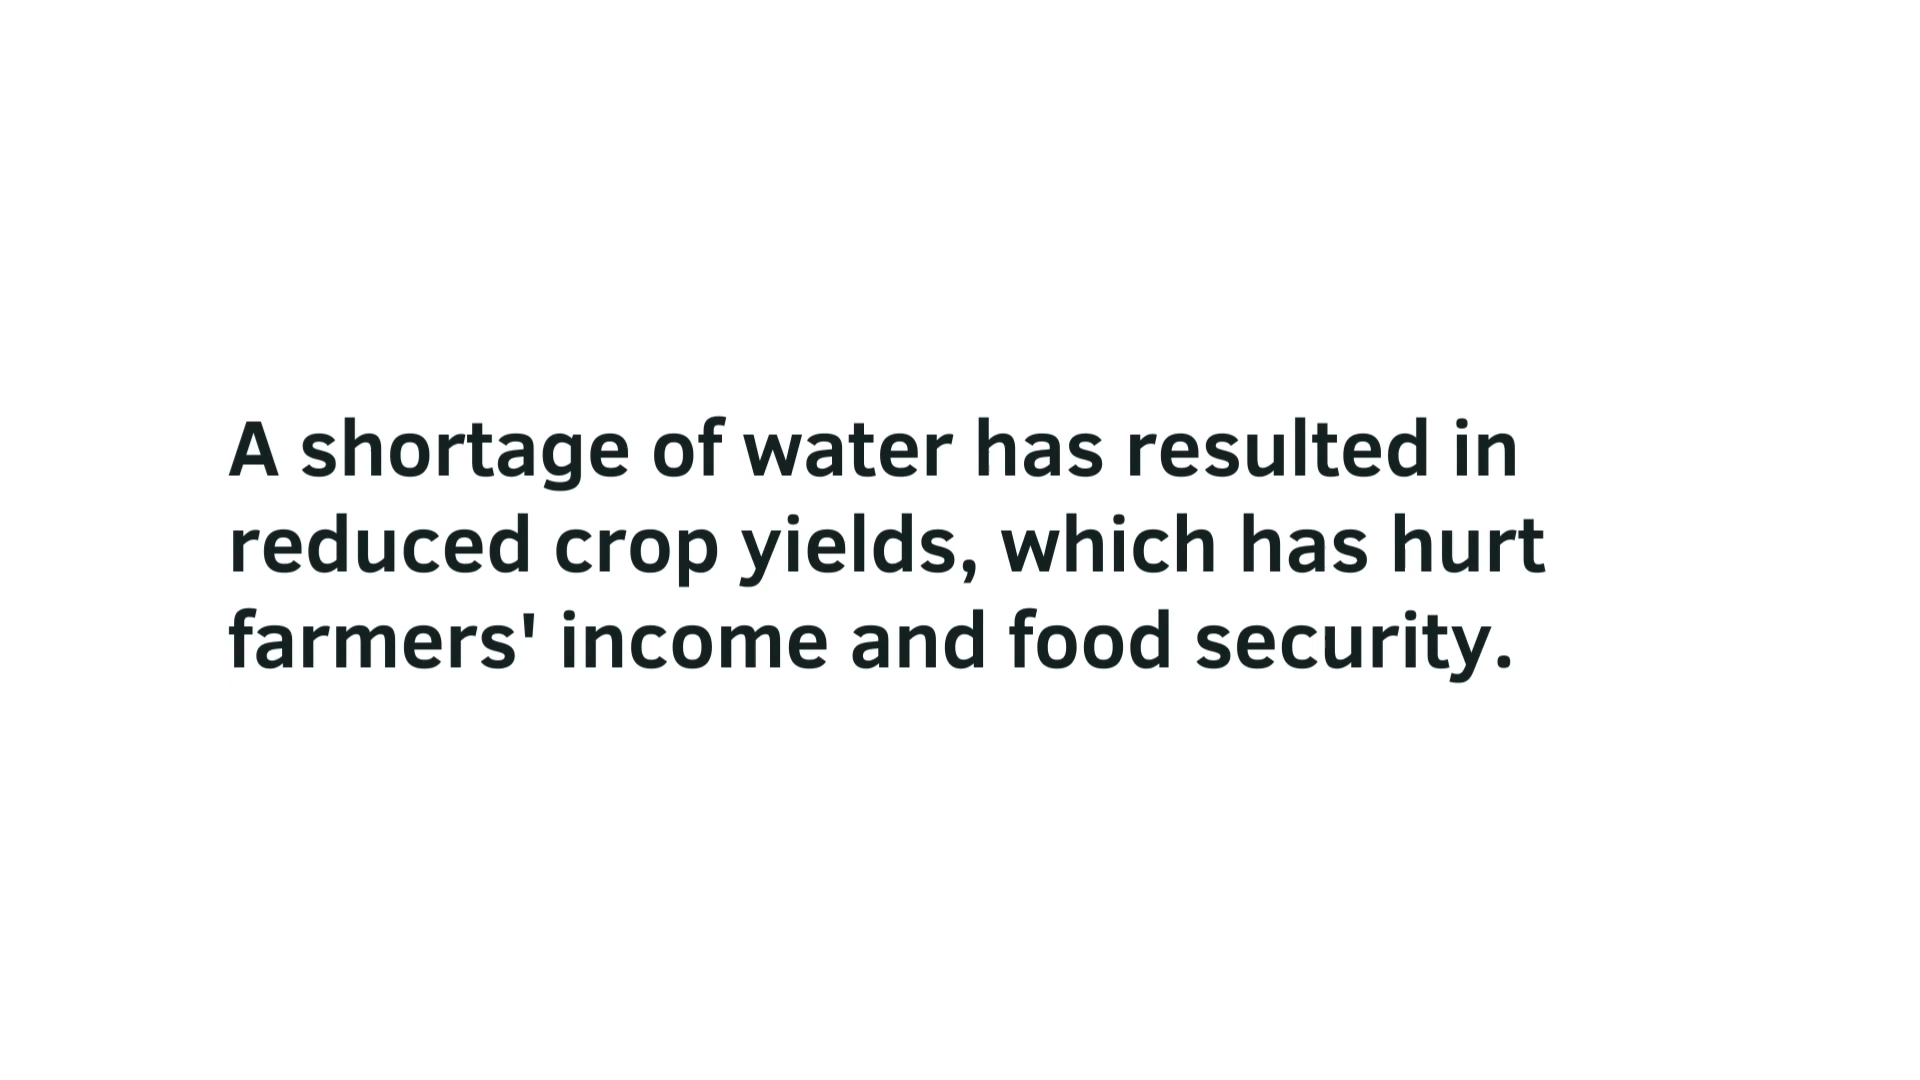 A shortage of water has resulted in
reduced crop yields, which has hurt
farmers' income and food security.